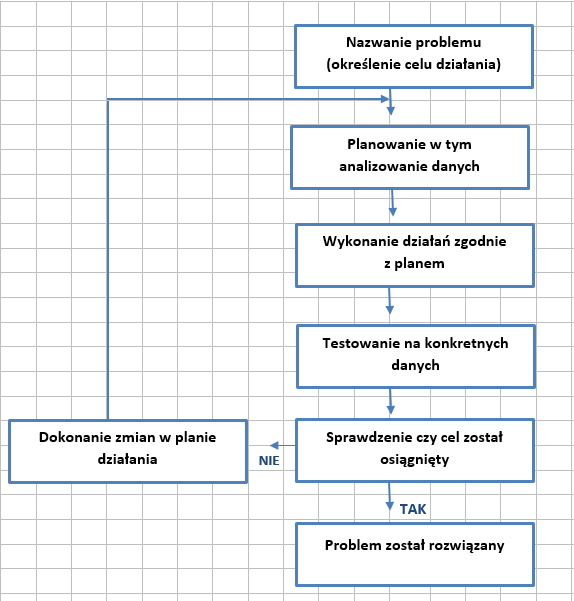 Nazwanie problemu
(określenie celu działania)
Planowanie w tym
analizowanie danych
Wykonanie działań zgodnie
z planem
Testowanie na konkretnych
danych
Dokonanie zmian w planie
działania
NIE
Sprawdzenie czy cel został
osiągnięty
TAK
Problem został rozwiązany